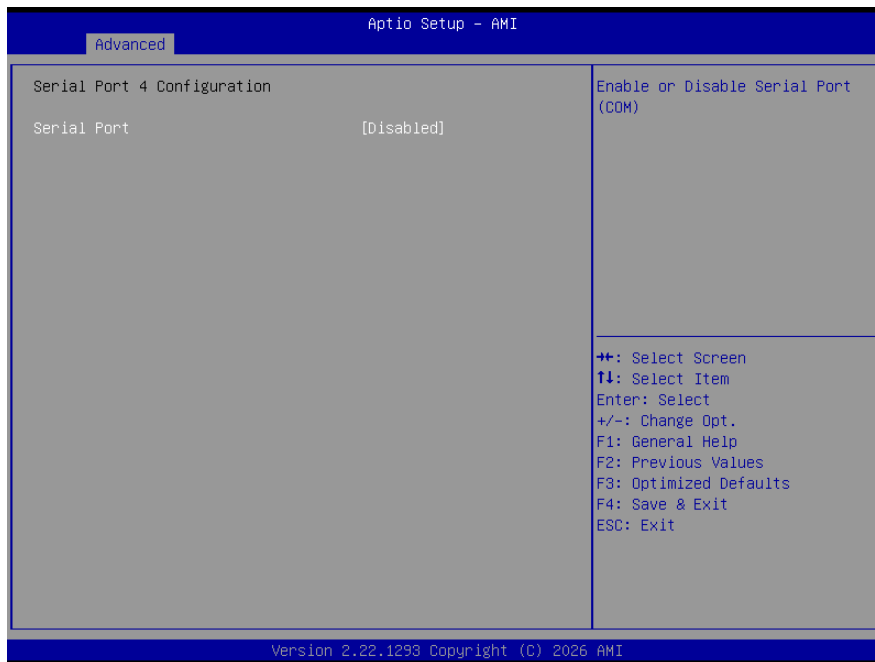 Aptio Setup – AMI
Advanced
Serial Port 4 Configuration
Serial Port [Disabled]
Enable or Disable Serial Port
(COM)
→←: Select Screen
↑↓: Select Item
Enter: Select
+/-: Change Opt.
F1: General Help
F2: Previous Values
F3: Optimized Defaults
F4: Save & Exit
ESC: Exit
Version 2.22.1293 Copyright (C) 2026 AMI